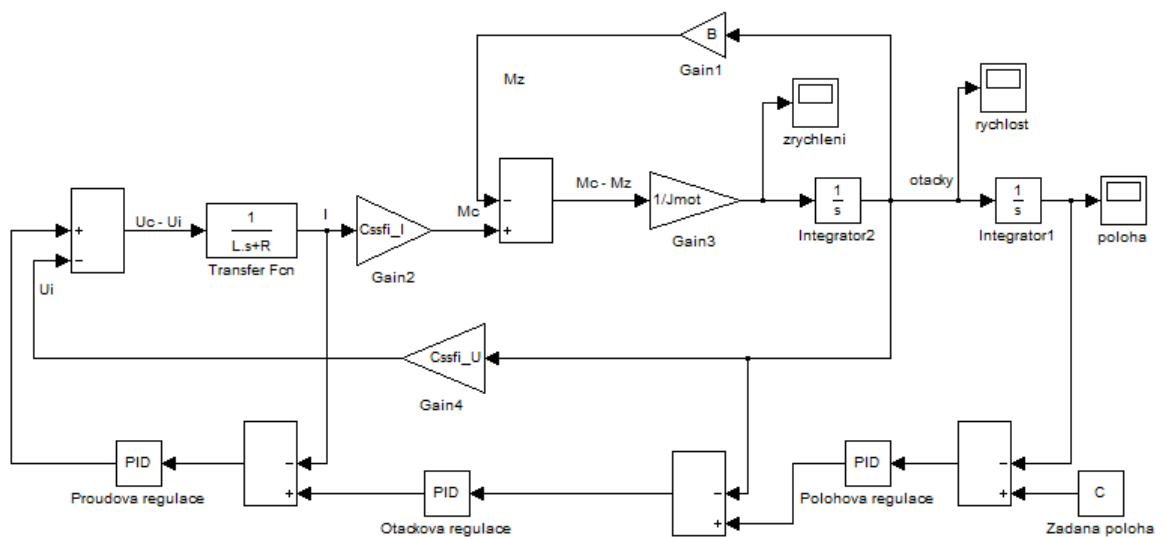 B
Gain1
Mz
zrychleni
rychlost
+
−
Uc - Ui
1
L.s+R
Transfer Fcn
I
Cssfi_I
Gain2
Mc
−
+
Mc - Mz
1/Jmot
Gain3
1
s
Integrator2
otacky
1
s
Integrator1
poloha
Ui
Cssfi_U
Gain4
PID
Proudova regulace
−
+
PID
Otackova regulace
−
+
PID
Polohova regulace
−
+
C
Zadana poloha